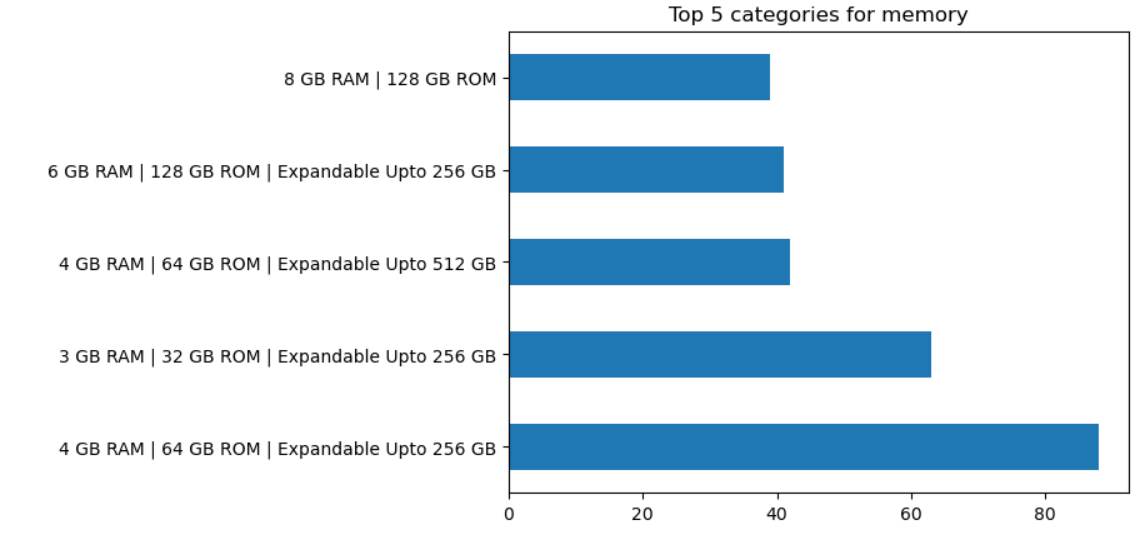 Top 5 categories for memory
8 GB RAM | 128 GB ROM
6 GB RAM | 128 GB ROM | Expandable Upto 256 GB
4 GB RAM | 64 GB ROM | Expandable Upto 512 GB
3 GB RAM | 32 GB ROM | Expandable Upto 256 GB
4 GB RAM | 64 GB ROM | Expandable Upto 256 GB
0 20 40 60 80